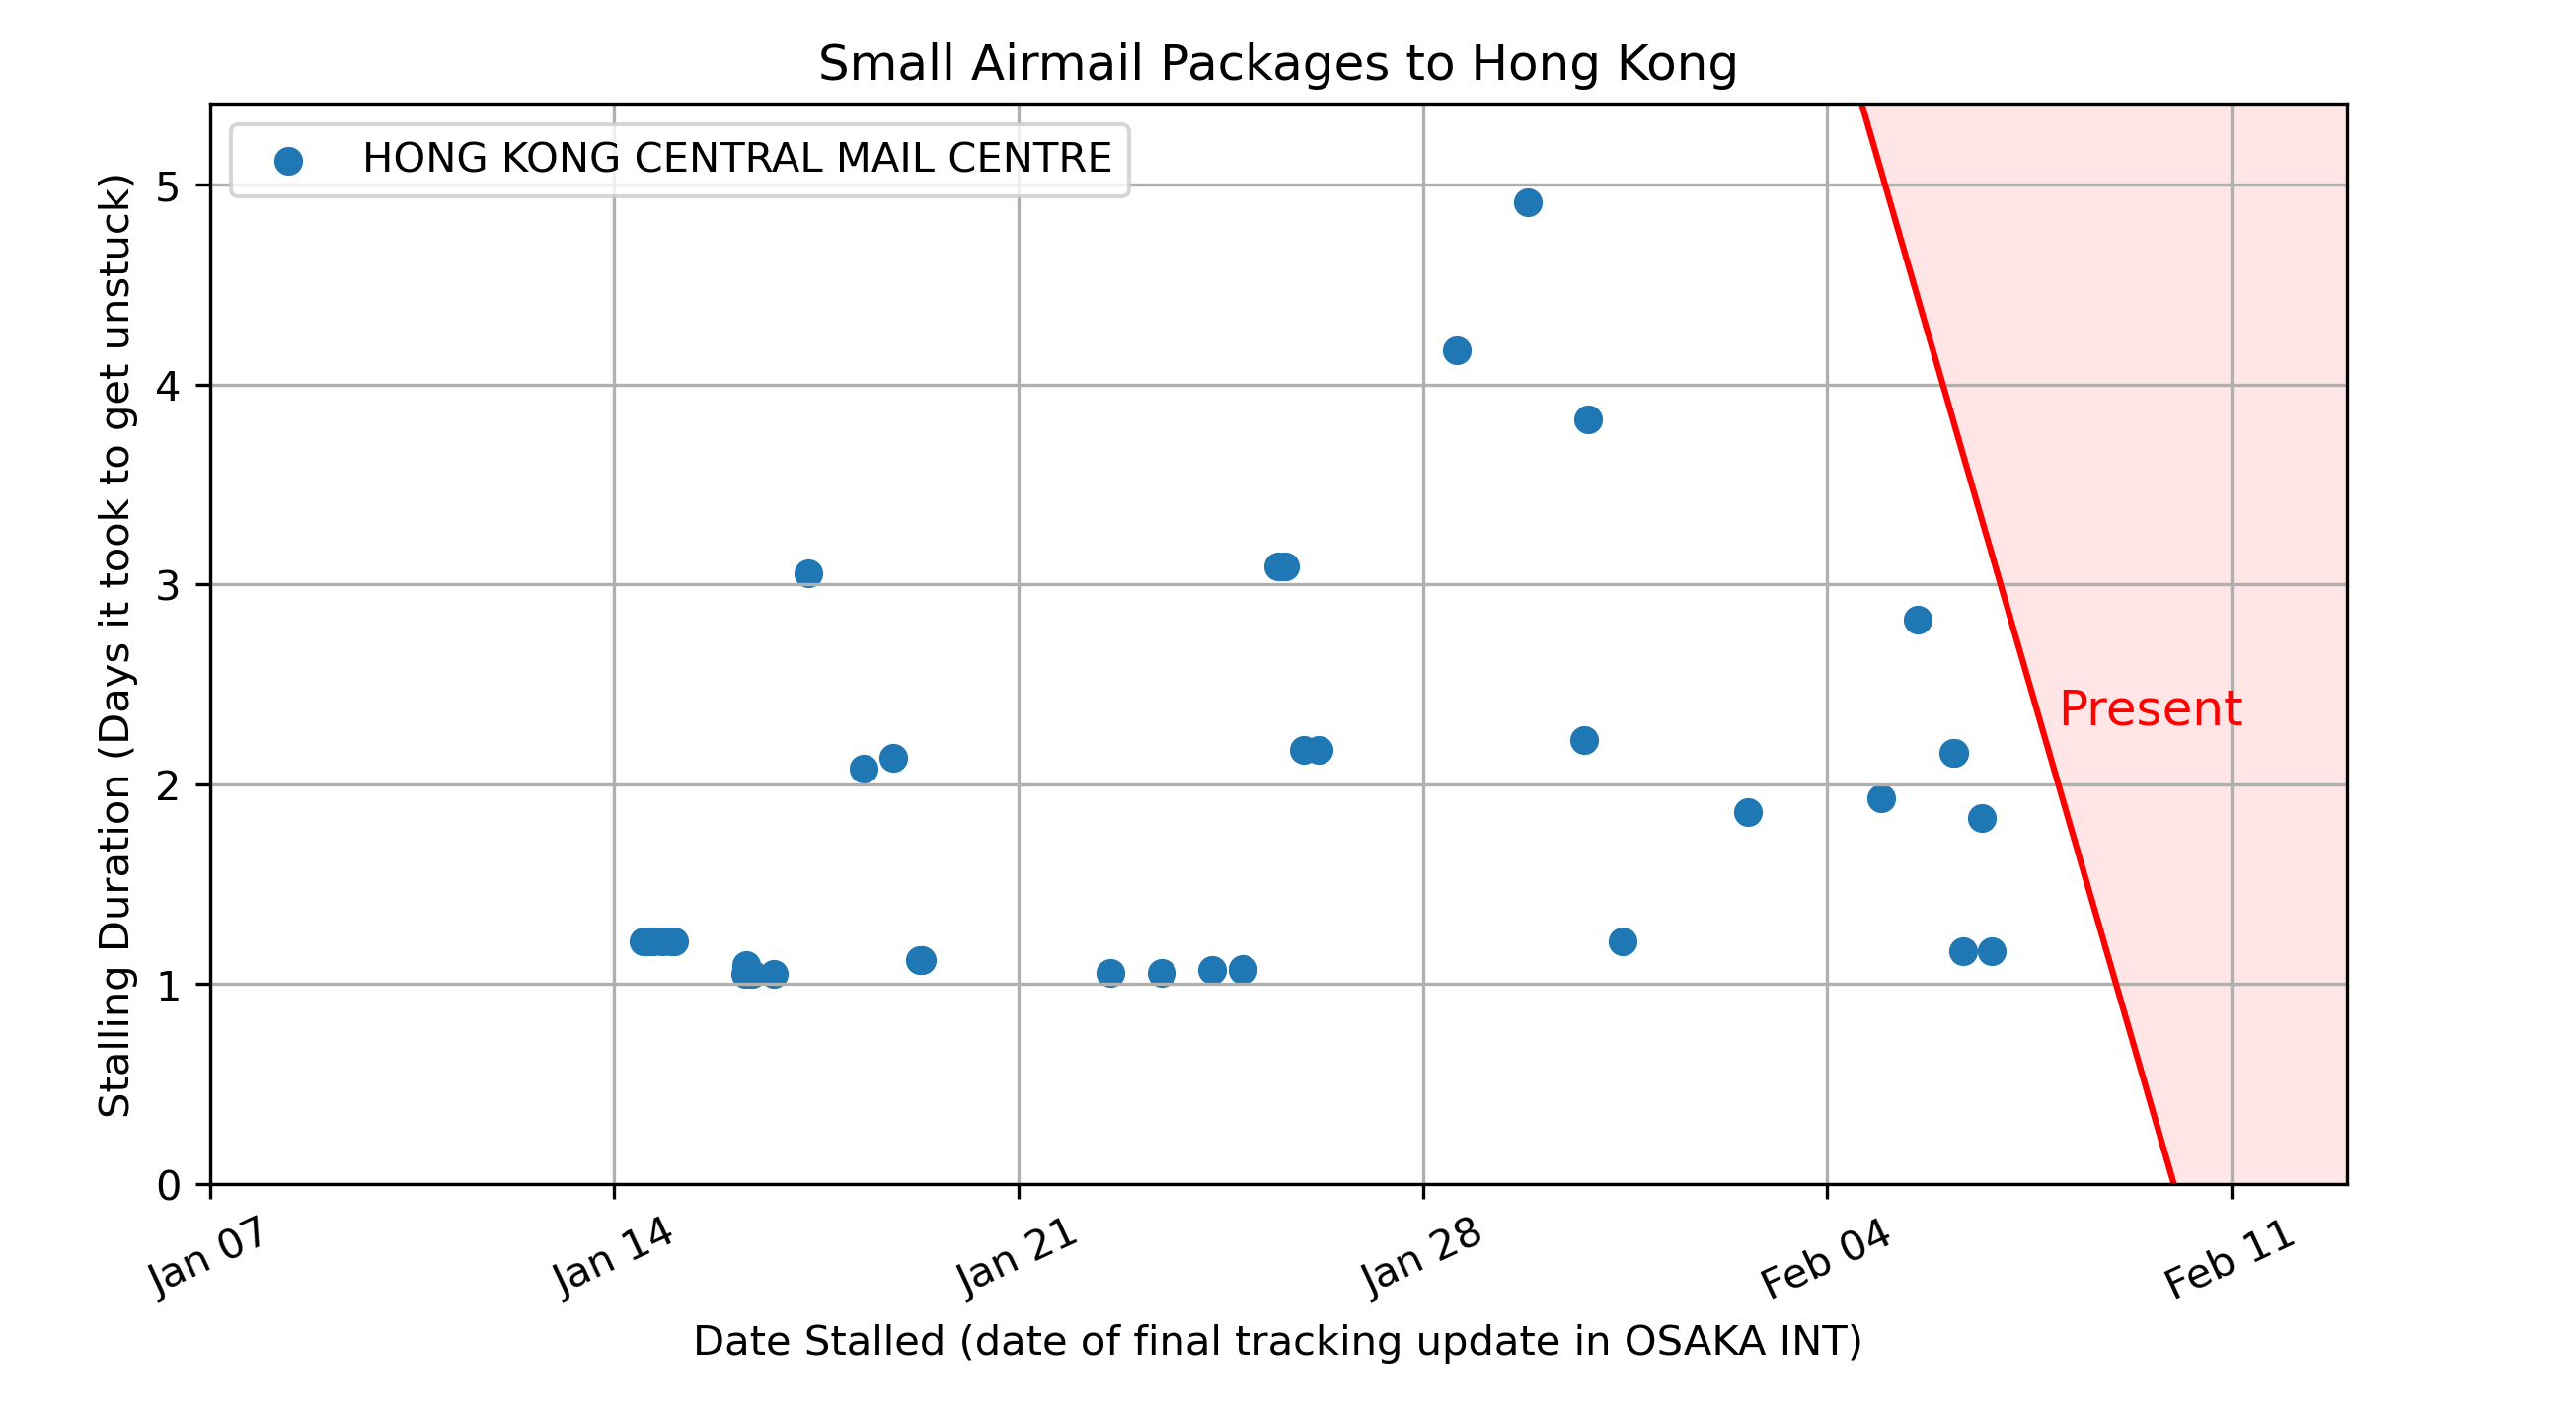 Small Airmail Packages to Hong Kong
HONG KONG CENTRAL MAIL CENTRE
Stalling Duration (Days it took to get unstuck)
5
4
3
2
1
0
Present
Jan 07
Jan 14
Jan 21
Jan 28
Feb 04
Feb 11
Date Stalled (date of final tracking update in OSAKA INT)